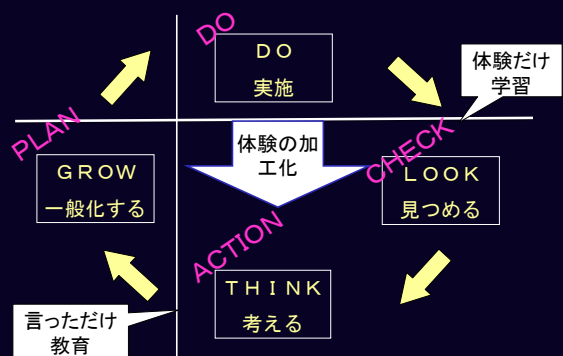 DO
ＤＯ
実施
体験だけ
学習
PLAN
体験の加
工化
CHECK
ＧＲＯＷ
一般化する
ＬＯＯＫ
見つめる
ACTION
ＴＨＩＮＫ
考える
言っただけ
教育